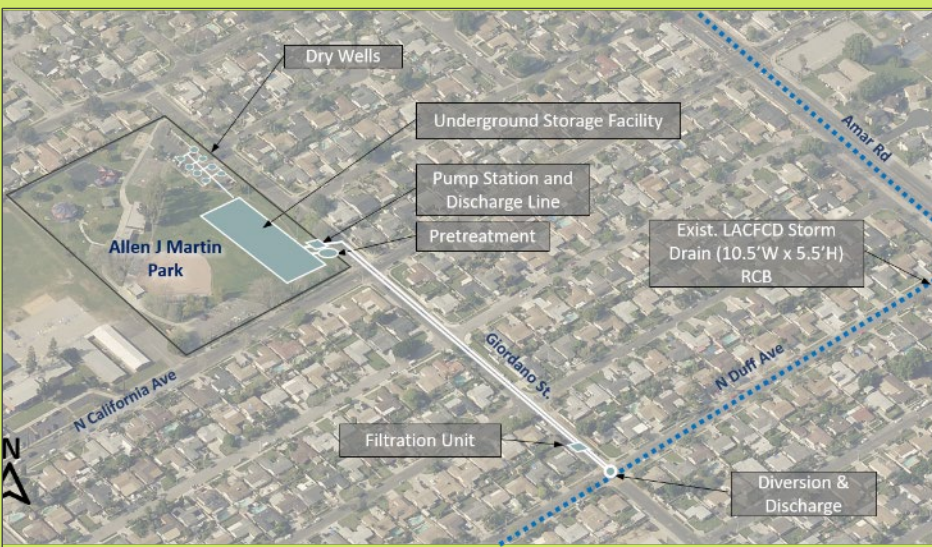 Dry Wells
Underground Storage Facility
Pump Station and
Discharge Line
Pretreatment
Amar Rd
Exist. LACFCD Storm
Drain (10.5’W x 5.5’H)
RCB
Allen J Martin
Park
Giordano St.
N Duff Ave
N California Ave
Filtration Unit
N
Diversion &
Discharge